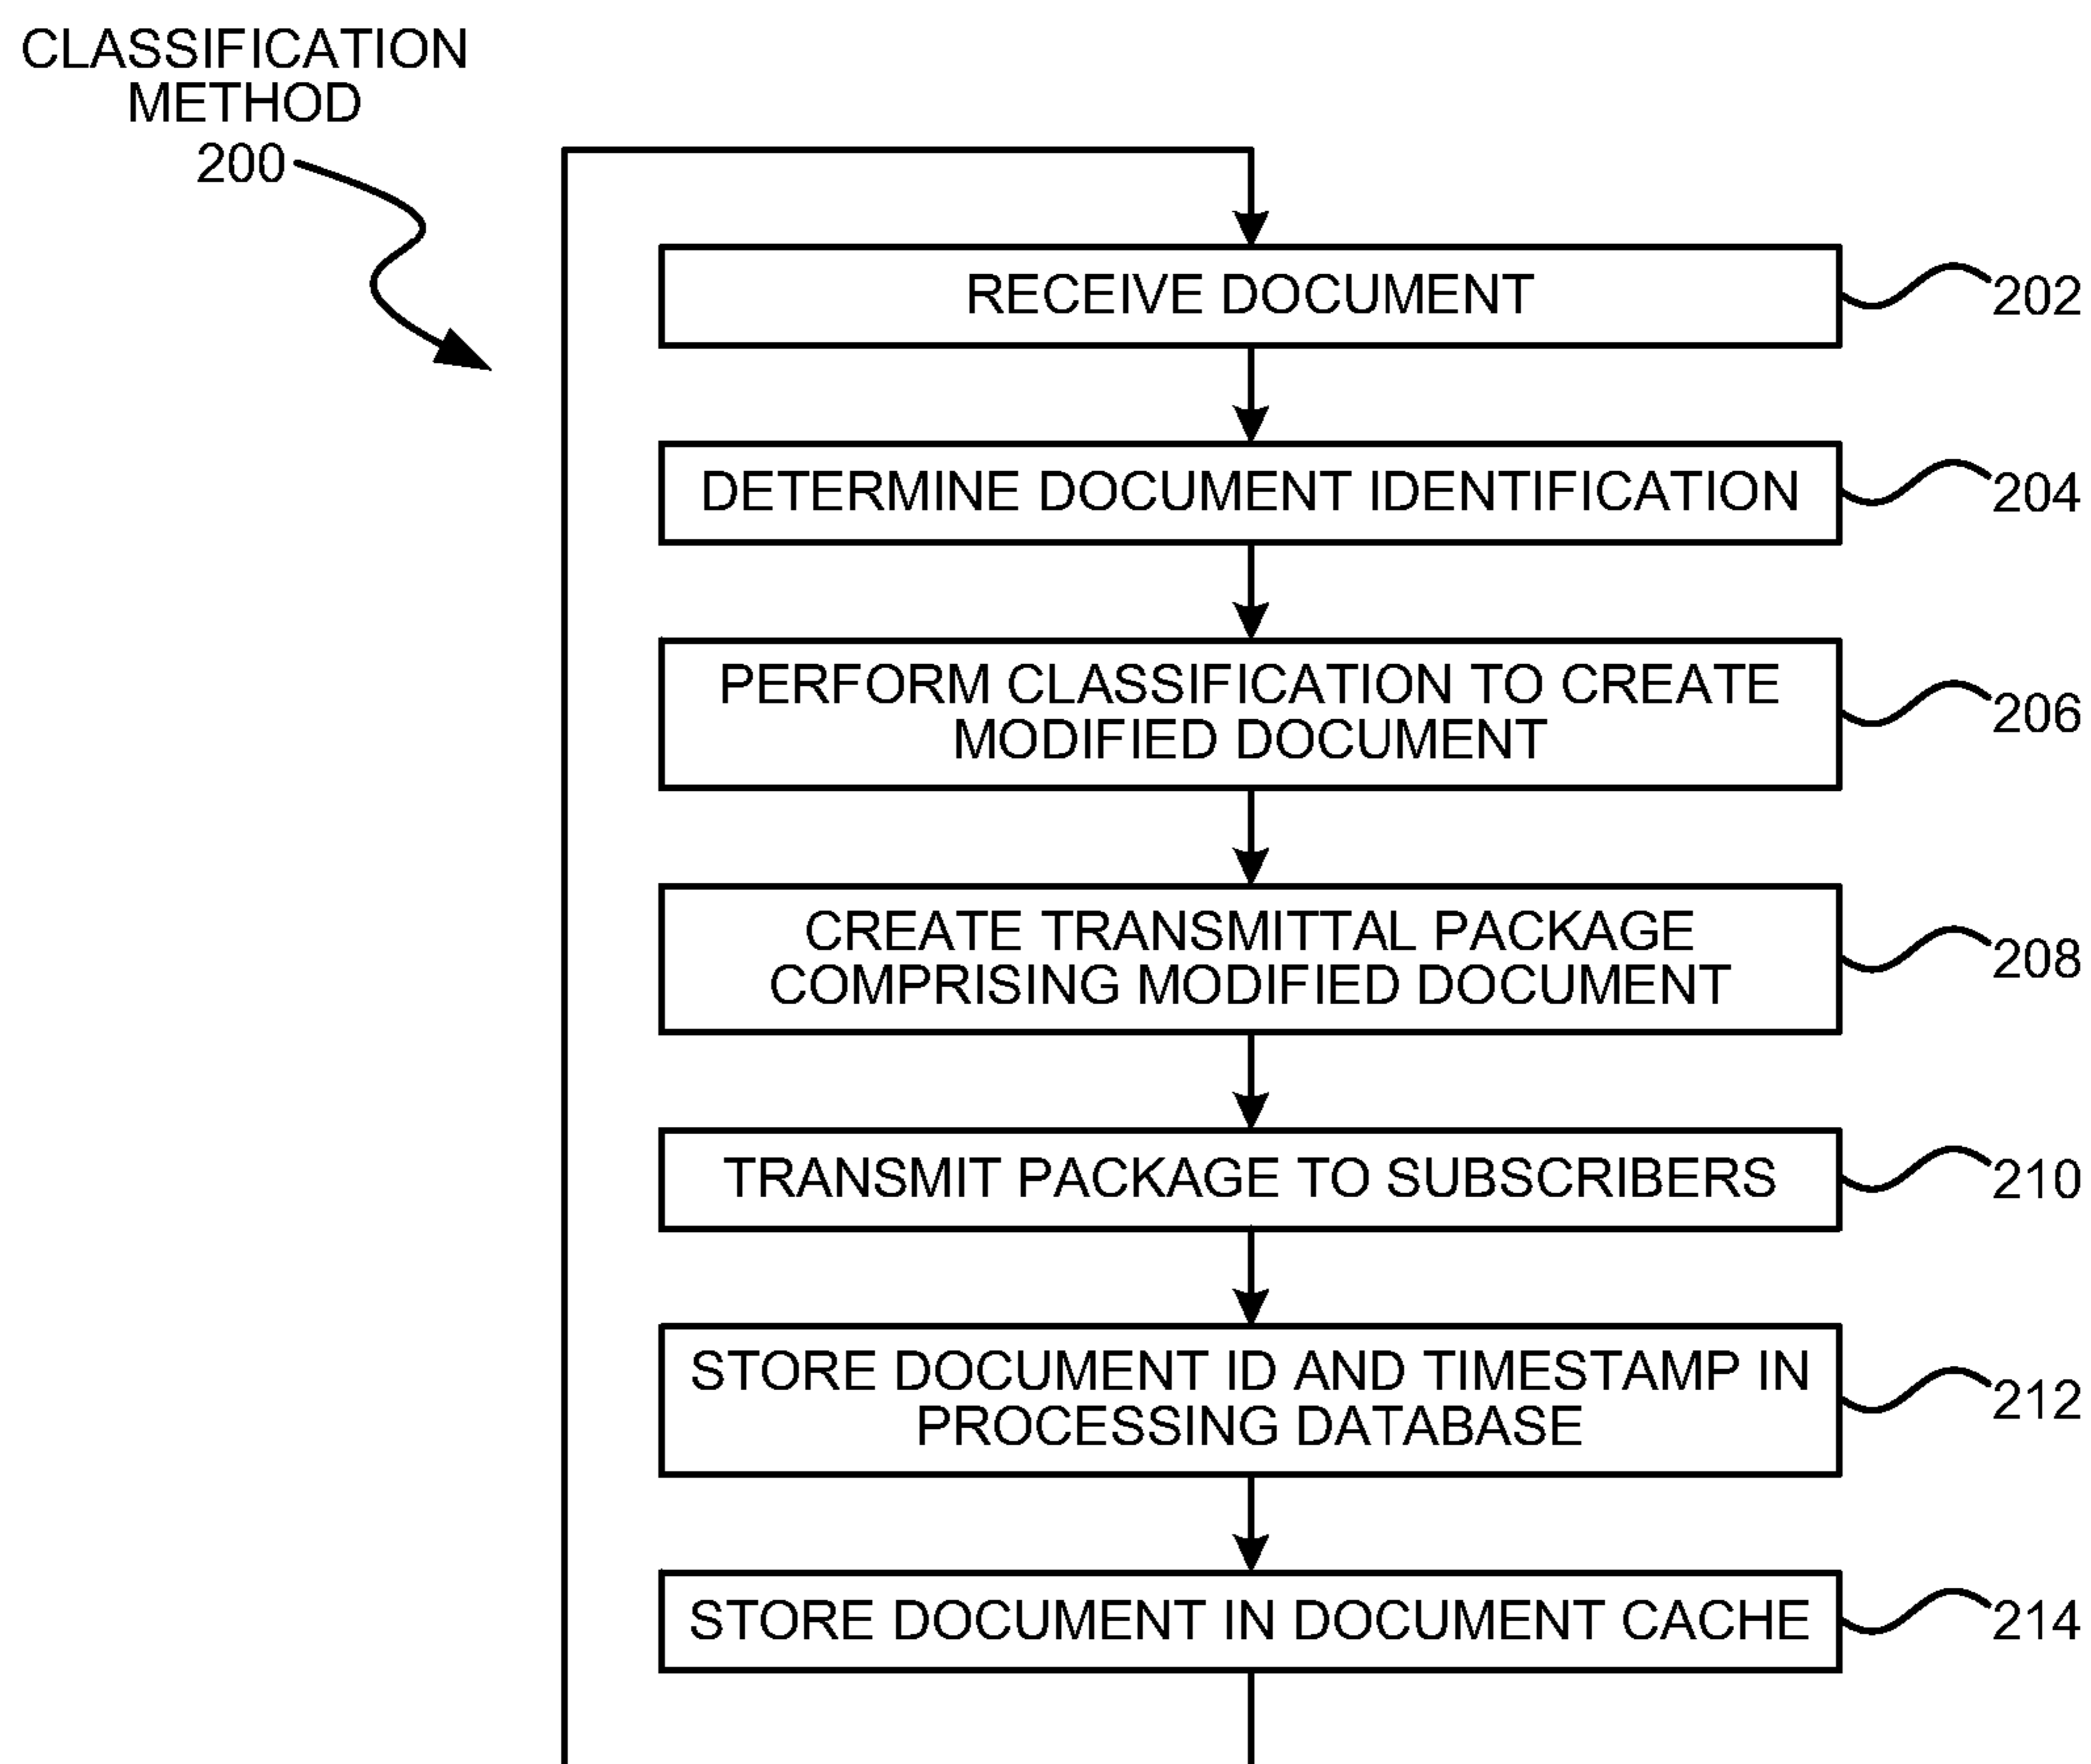 CLASSIFICATION
METHOD
200
RECEIVE DOCUMENT
202
DETERMINE DOCUMENT IDENTIFICATION
204
PERFORM CLASSIFICATION TO CREATE
MODIFIED DOCUMENT
206
CREATE TRANSMITTAL PACKAGE
COMPRISING MODIFIED DOCUMENT
208
TRANSMIT PACKAGE TO SUBSCRIBERS
210
STORE DOCUMENT ID AND TIMESTAMP IN
PROCESSING DATABASE
212
STORE DOCUMENT IN DOCUMENT CACHE
214